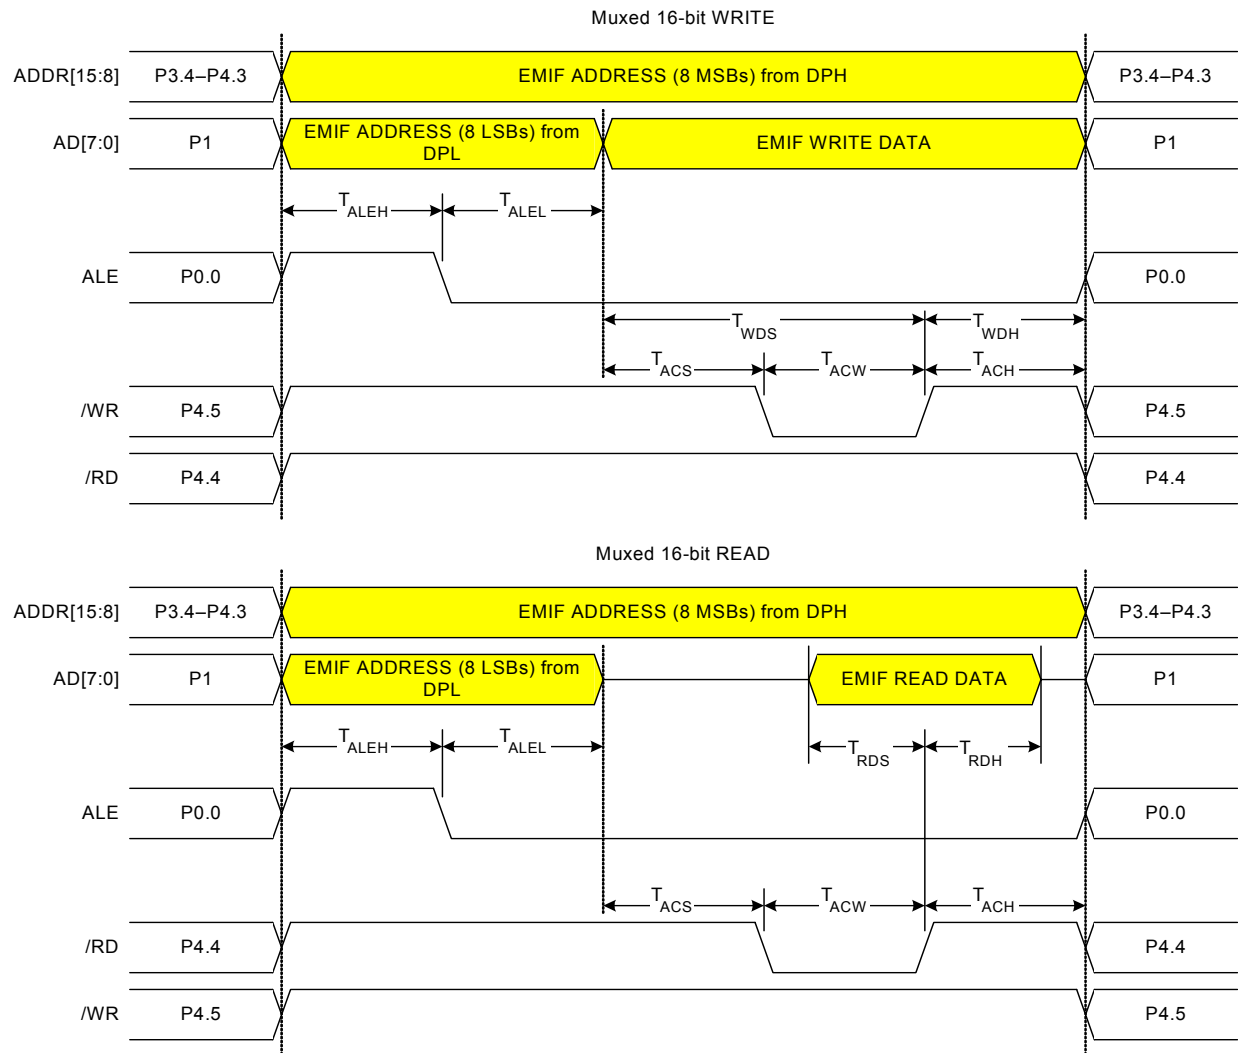 Muxed 16-bit WRITE
ADDR[15:8] P3.4–P4.3 EMIF ADDRESS (8 MSBs) from DPH P3.4–P4.3
AD[7:0] P1 EMIF ADDRESS (8 LSBs) from
DPL EMIF WRITE DATA P1
TALEH TALEL
ALE P0.0 P0.0
TWDS TWDH
TACS TACW TACH
/WR P4.5 P4.5
/RD P4.4 P4.4
Muxed 16-bit READ
ADDR[15:8] P3.4–P4.3 EMIF ADDRESS (8 MSBs) from DPH P3.4–P4.3
AD[7:0] P1 EMIF ADDRESS (8 LSBs) from
DPL EMIF READ DATA P1
TALEH TALEL TRDS TRDH
ALE P0.0 P0.0
TACS TACW TACH
/RD P4.4 P4.4
/WR P4.5 P4.5